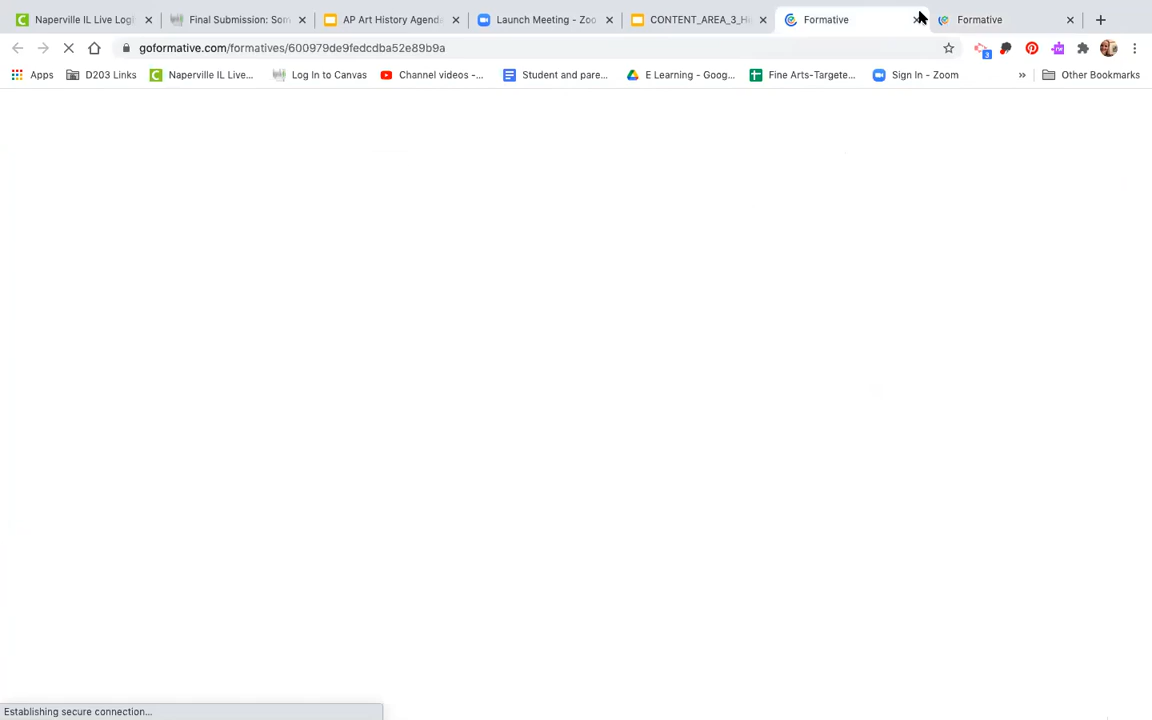 Naperville IL Live Logi
Final Submission: Som
AP Art History Agenda
Launch Meeting - Zoo
CONTENT_AREA_3_H
Formative
Formative
goformative.com/formatives/600979de9fedcdba52e89b9a
3
Apps
D203 Links
Naperville IL Live...
Log In to Canvas
Channel videos -...
Student and pare...
E Learning - Goog...
Fine Arts-Targete...
Sign In - Zoom
»
Other Bookmarks
Establishing secure connection...